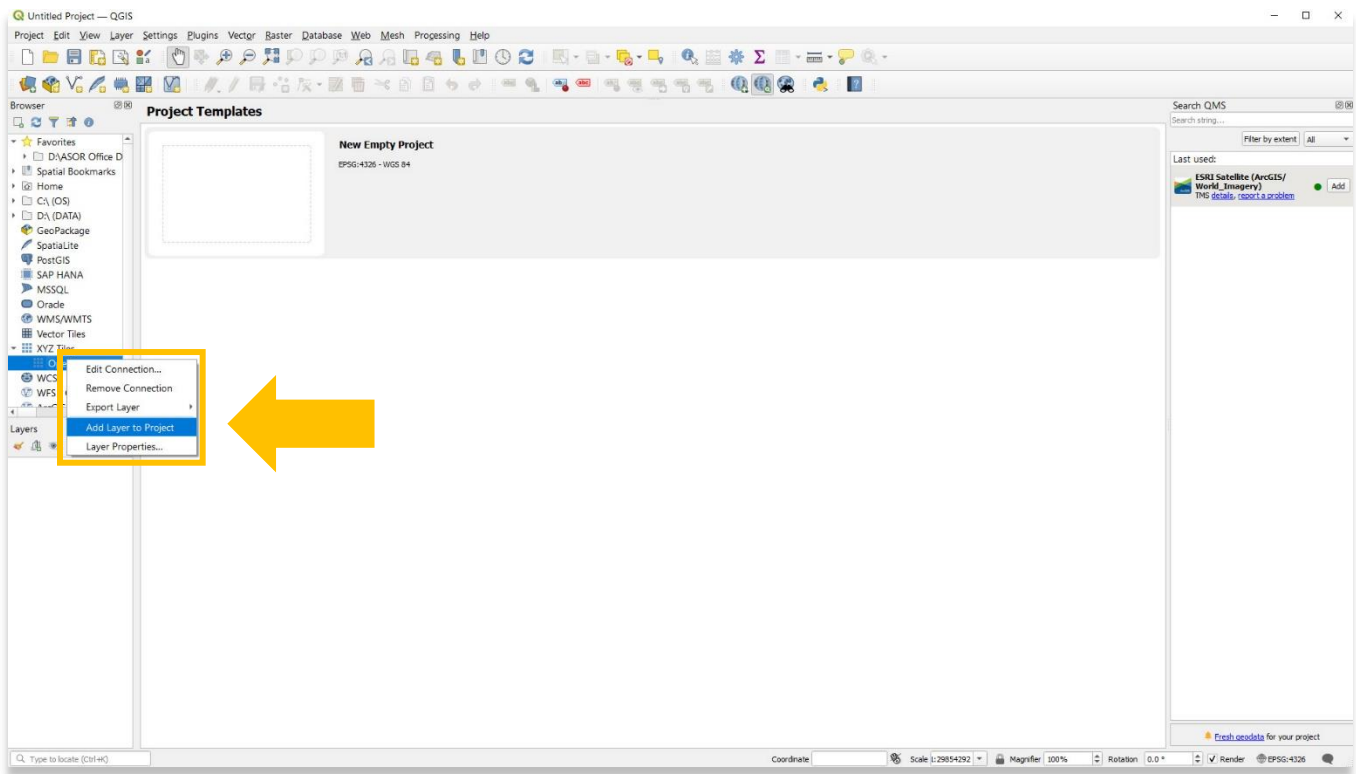 Untitled Project — QGIS
Project Edit View Layer Settings Plugins Vector Raster Database Web Mesh Processing Help
Browser
Project Templates
Search QMS
Search string...
Filter by extent All
Favorites
D:\ASOR Office D
Spatial Bookmarks
Home
C:\ (OS)
D:\ (DATA)
GeoPackage
SpatiaLite
PostGIS
SAP HANA
MSSQL
Oracle
WMS/WMTS
Vector Tiles
XYZ Tiles
WCS
WFS
New Empty Project
EPSG:4326 - WGS 84
Last used:
ESRI Satellite (ArcGIS/
World_Imagery)
TMS details, report a problem
Add
Edit Connection...
Remove Connection
Export Layer
Add Layer to Project
Layer Properties...
Layers
Fresh geodata for your project
Type to locate (Ctrl+K)
Coordinate Scale 1:29854292 Magnifier 100% Rotation 0.0 ° Render EPSG:4326